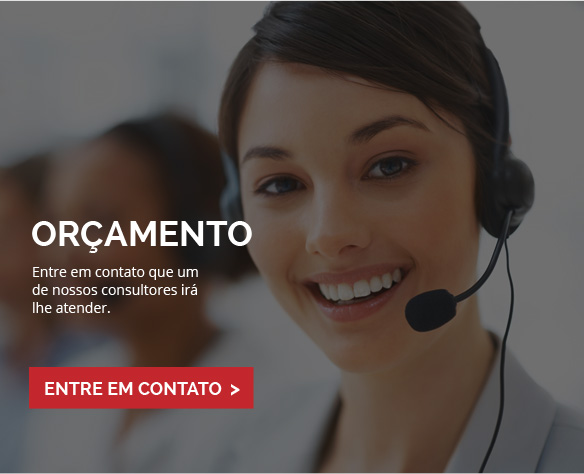 ORÇAMENTO
Entre em contato que um
de nossos consultores irá
lhe atender.
ENTRE EM CONTATO >